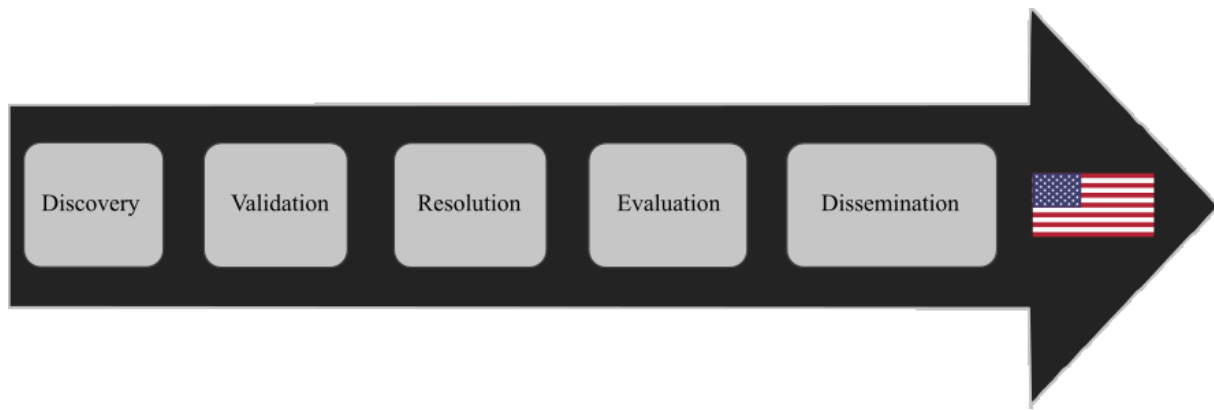 Discovery
Validation
Resolution
Evaluation
Dissemination